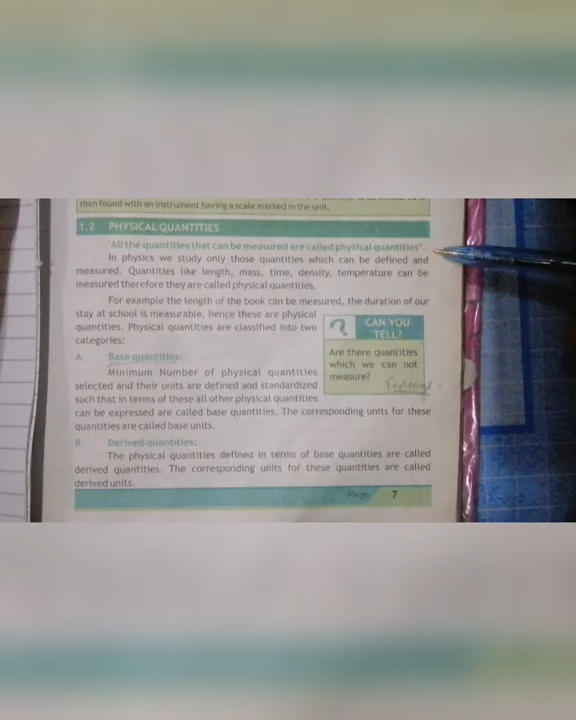 then found with an instrument having a scale marked in the unit.
1.2 PHYSICAL QUANTITIES
"All the quantities that can be measured are called physical quantities".
In physics we study only those quantities which can be defined and
measured. Quantities like length, mass, time, density, temperature can be
measured therefore they are called physical quantities.
For example the length of the book can be measured, the duration of our
stay at school is measurable, hence these are physical
quantities. Physical quantities are classified into two
categories:
? CAN YOU
TELL?
Are there quantities
which we can not
measure?
Feelings
A. Base quantities:
Minimum Number of physical quantities
selected and their units are defined and standardized
such that in terms of these all other physical quantities
can be expressed are called base quantities. The corresponding units for these
quantities are called base units.
B. Derived quantities:
The physical quantities defined in terms of base quantities are called
derived quantities. The corresponding units for these quantities are called
derived units.
Page 7